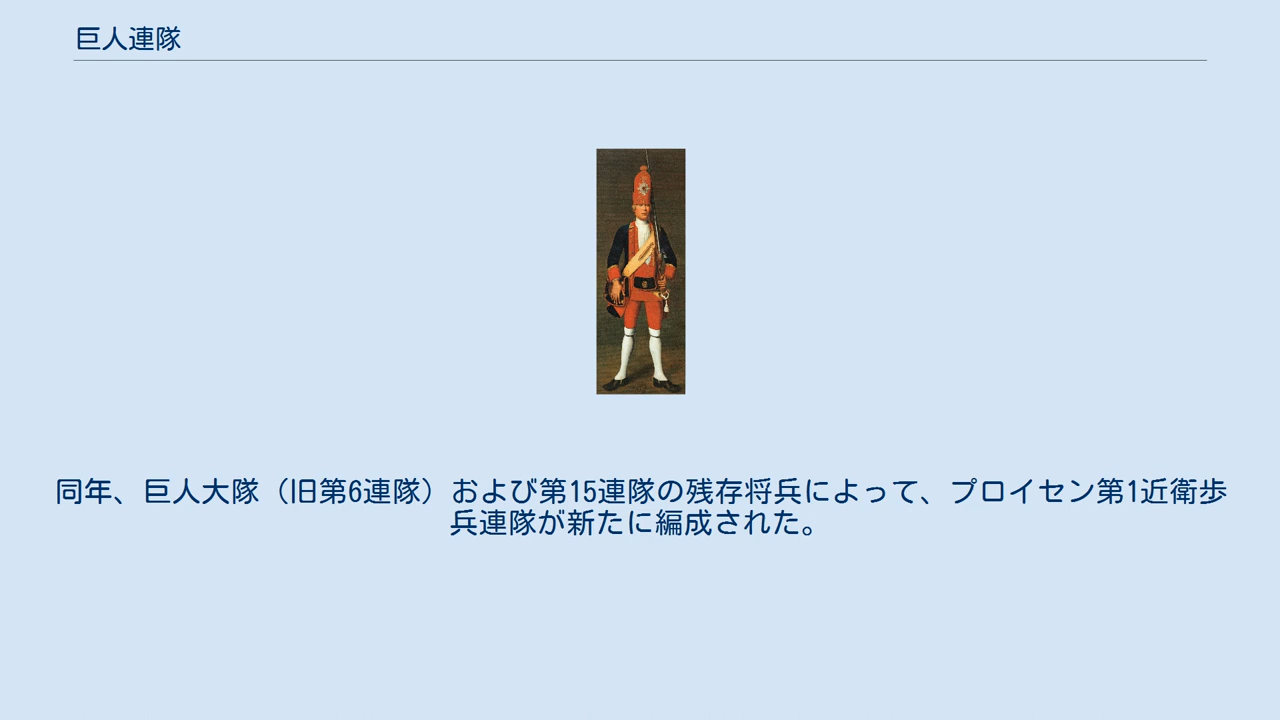 巨人連隊
同年、巨人大隊（旧第6連隊）および第15連隊の残存将兵によって、プロイセン第1近衛歩
兵連隊が新たに編成された。